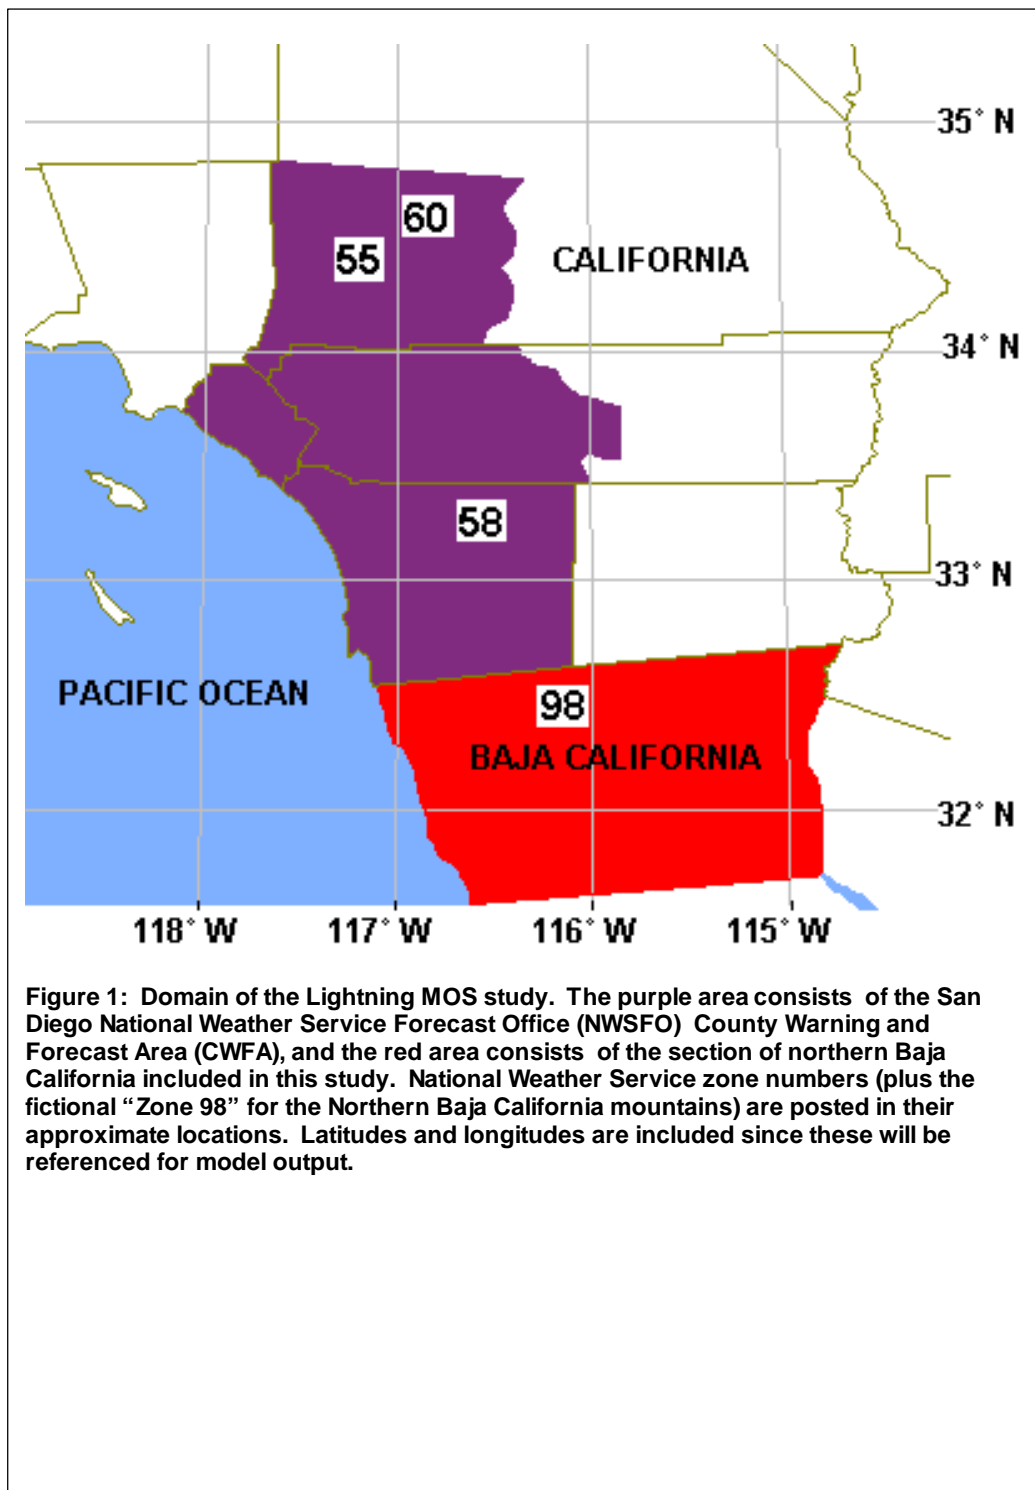 35° N
60
55
CALIFORNIA
34° N
58
33° N
PACIFIC OCEAN
98
BAJA CALIFORNIA
32° N
118° W 117° W 116° W 115° W
Figure 1: Domain of the Lightning MOS study. The purple area consists of the San
Diego National Weather Service Forecast Office (NWSFO) County Warning and
Forecast Area (CWFA), and the red area consists of the section of northern Baja
California included in this study. National Weather Service zone numbers (plus the
fictional “Zone 98” for the Northern Baja California mountains) are posted in their
approximate locations. Latitudes and longitudes are included since these will be
referenced for model output.